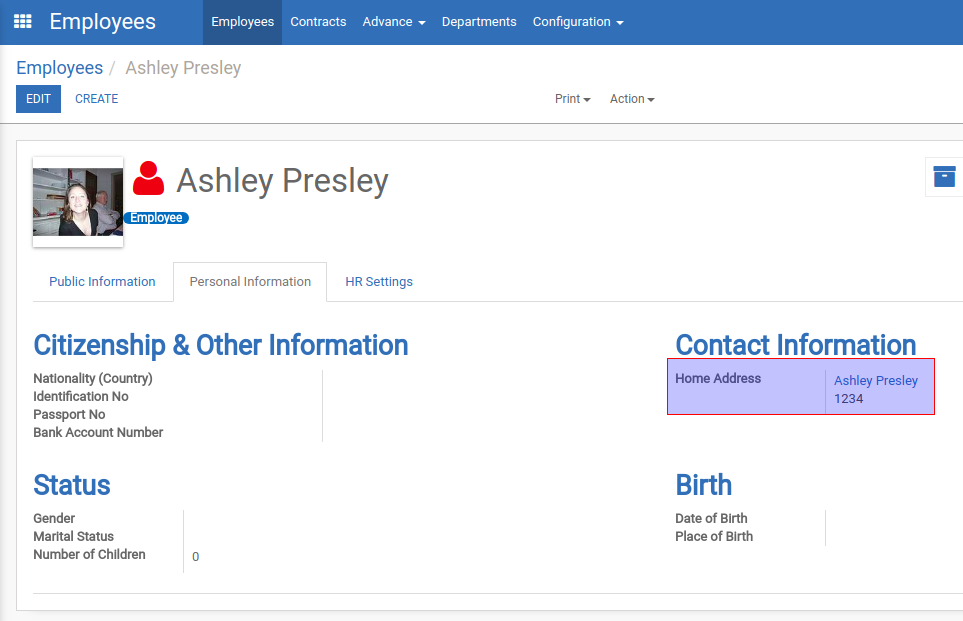 Employees Employees Contracts Advance Departments Configuration
Employees / Ashley Presley
EDIT CREATE Print Action
Ashley Presley
Employee
Public Information Personal Information HR Settings
Citizenship & Other Information
Nationality (Country)
Identification No
Passport No
Bank Account Number
Contact Information
Home Address Ashley Presley
1234
Status
Gender
Marital Status
Number of Children 0
Birth
Date of Birth
Place of Birth